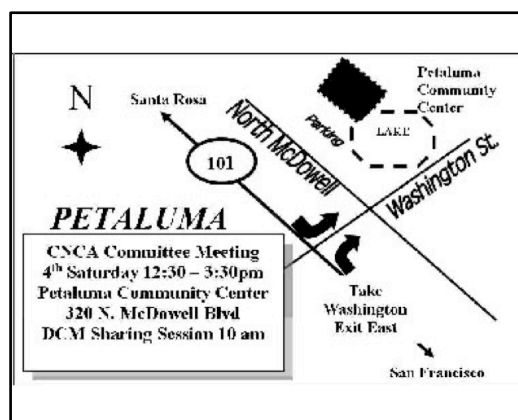 N
Santa Rosa
101
North McDowell
Parking
LAKE
Petaluma
Community
Center
Washington St.
PETALUMA
CNCA Committee Meeting
4th Saturday 12:30 – 3:30pm
Petaluma Community Center
320 N. McDowell Blvd
DCM Sharing Session 10 am
Take
Washington
Exit East
San Francisco